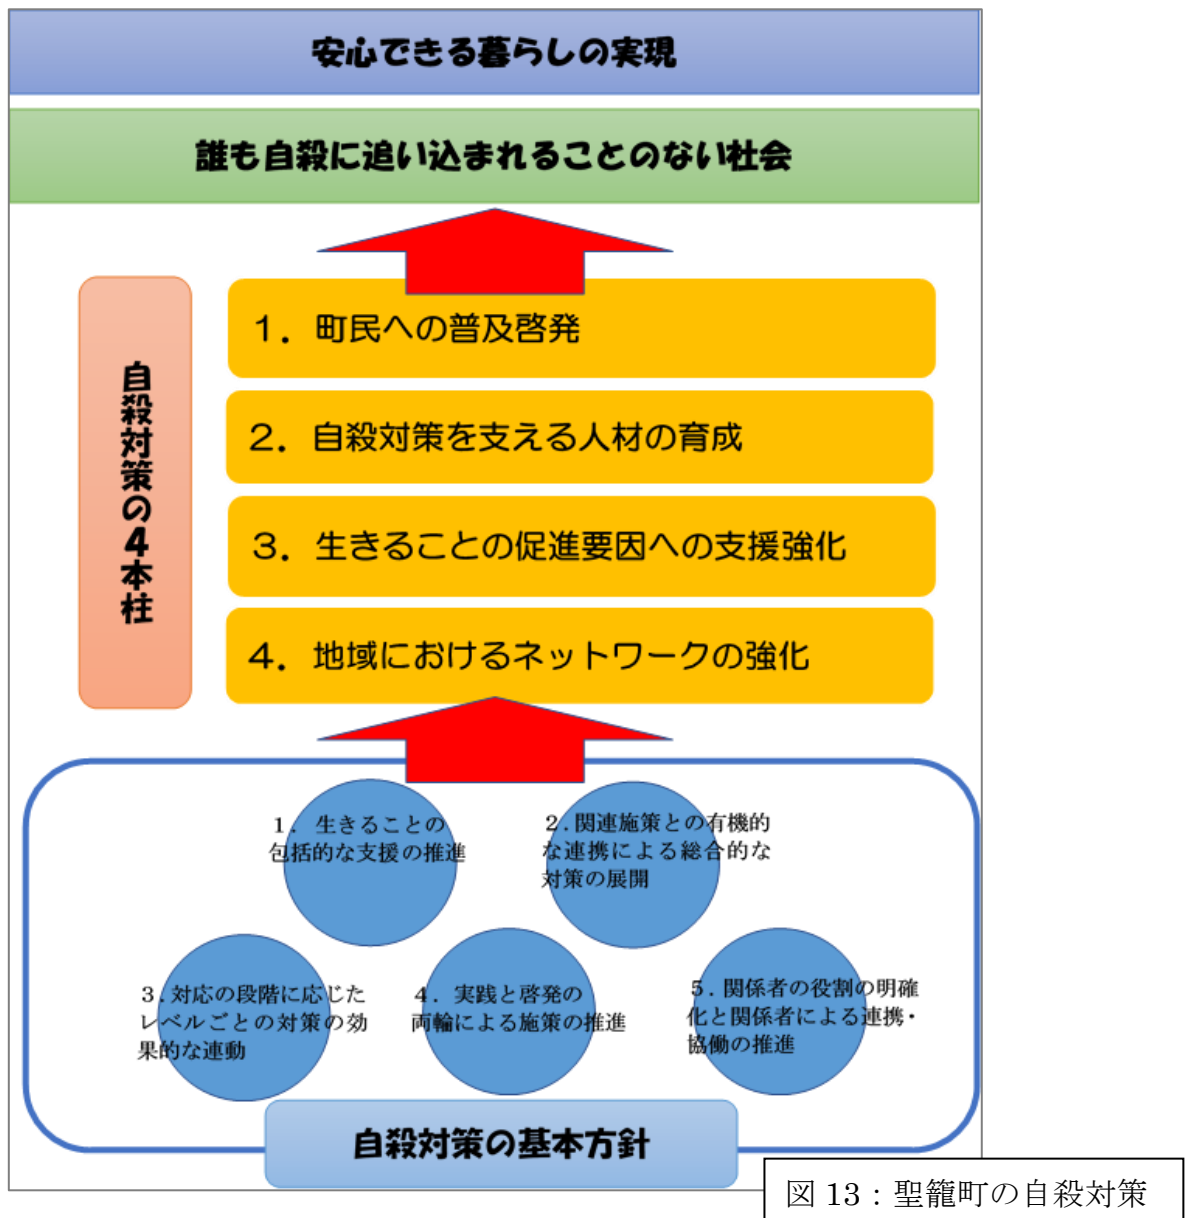 安心できる暮らしの実現
誰も自殺に追い込まれることのない社会
自殺対策の4本柱
1．町民への普及啓発
2．自殺対策を支える人材の育成
3．生きることの促進要因への支援強化
4．地域におけるネットワークの強化
1．生きることの
包括的な支援の推進
2.関連施策との有機的
な連携による総合的な
対策の展開
3.対応の段階に応じた
レベルごとの対策の効
果的な連動
4．実践と啓発の
両輪による施策の推進
5.関係者の役割の明確
化と関係者による連携・
協働の推進
自殺対策の基本方針
図 13：聖籠町の自殺対策